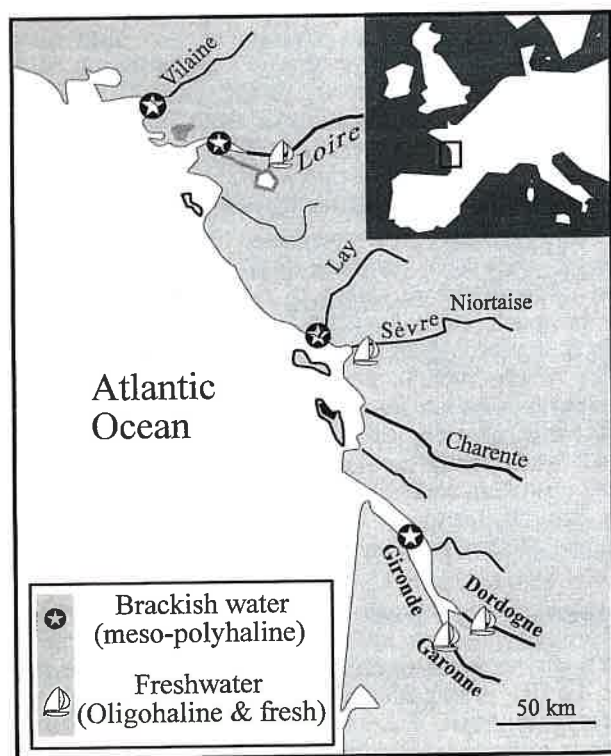 Vilaine
Loire
Lay
Niortaise
Sèvre
Atlantic
Ocean
Charente
Gironde
Dordogne
Garonne
Brackish water
(meso-polyhaline)
Freshwater
(Oligohaline & fresh)
50 km